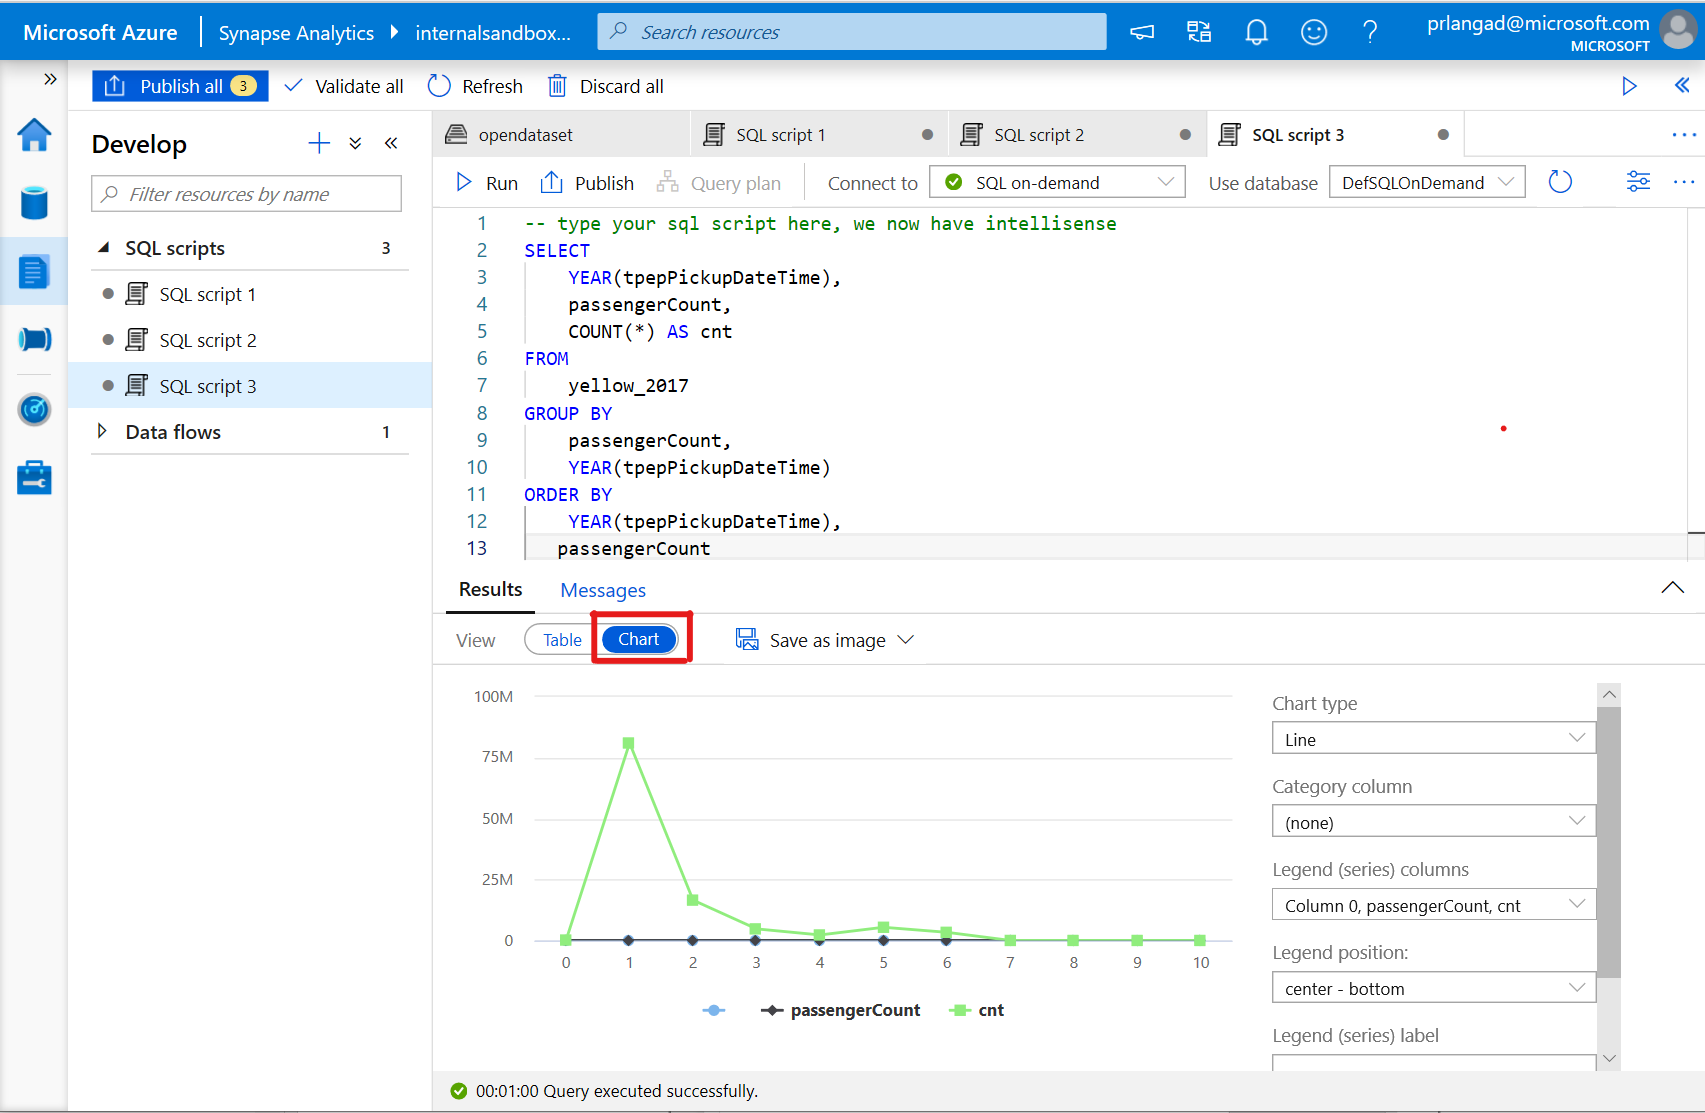 Microsoft Azure
Synapse Analytics
internalsandbox...
Search resources
prlangad@microsoft.com
MICROSOFT
Publish all 3
Validate all
Refresh
Discard all
Develop
Filter resources by name
SQL scripts 3
SQL script 1
SQL script 2
SQL script 3
Data flows 1
opendataset
SQL script 1
SQL script 2
SQL script 3
Run
Publish
Query plan
Connect to
SQL on-demand
Use database
DefSQLOnDemand
1 -- type your sql script here, we now have intellisense
2 SELECT
3 YEAR(tpepPickupDateTime),
4 passengerCount,
5 COUNT(*) AS cnt
6 FROM
7 yellow_2017
8 GROUP BY
9 passengerCount,
10 YEAR(tpepPickupDateTime)
11 ORDER BY
12 YEAR(tpepPickupDateTime),
13 passengerCount
Results
Messages
View
Table
Chart
Save as image
100M
75M
50M
25M
0
0 1 2 3 4 5 6 7 8 9 10
passengerCount
cnt
Chart type
Line
Category column
(none)
Legend (series) columns
Column 0, passengerCount, cnt
Legend position:
center - bottom
Legend (series) label
00:01:00 Query executed successfully.